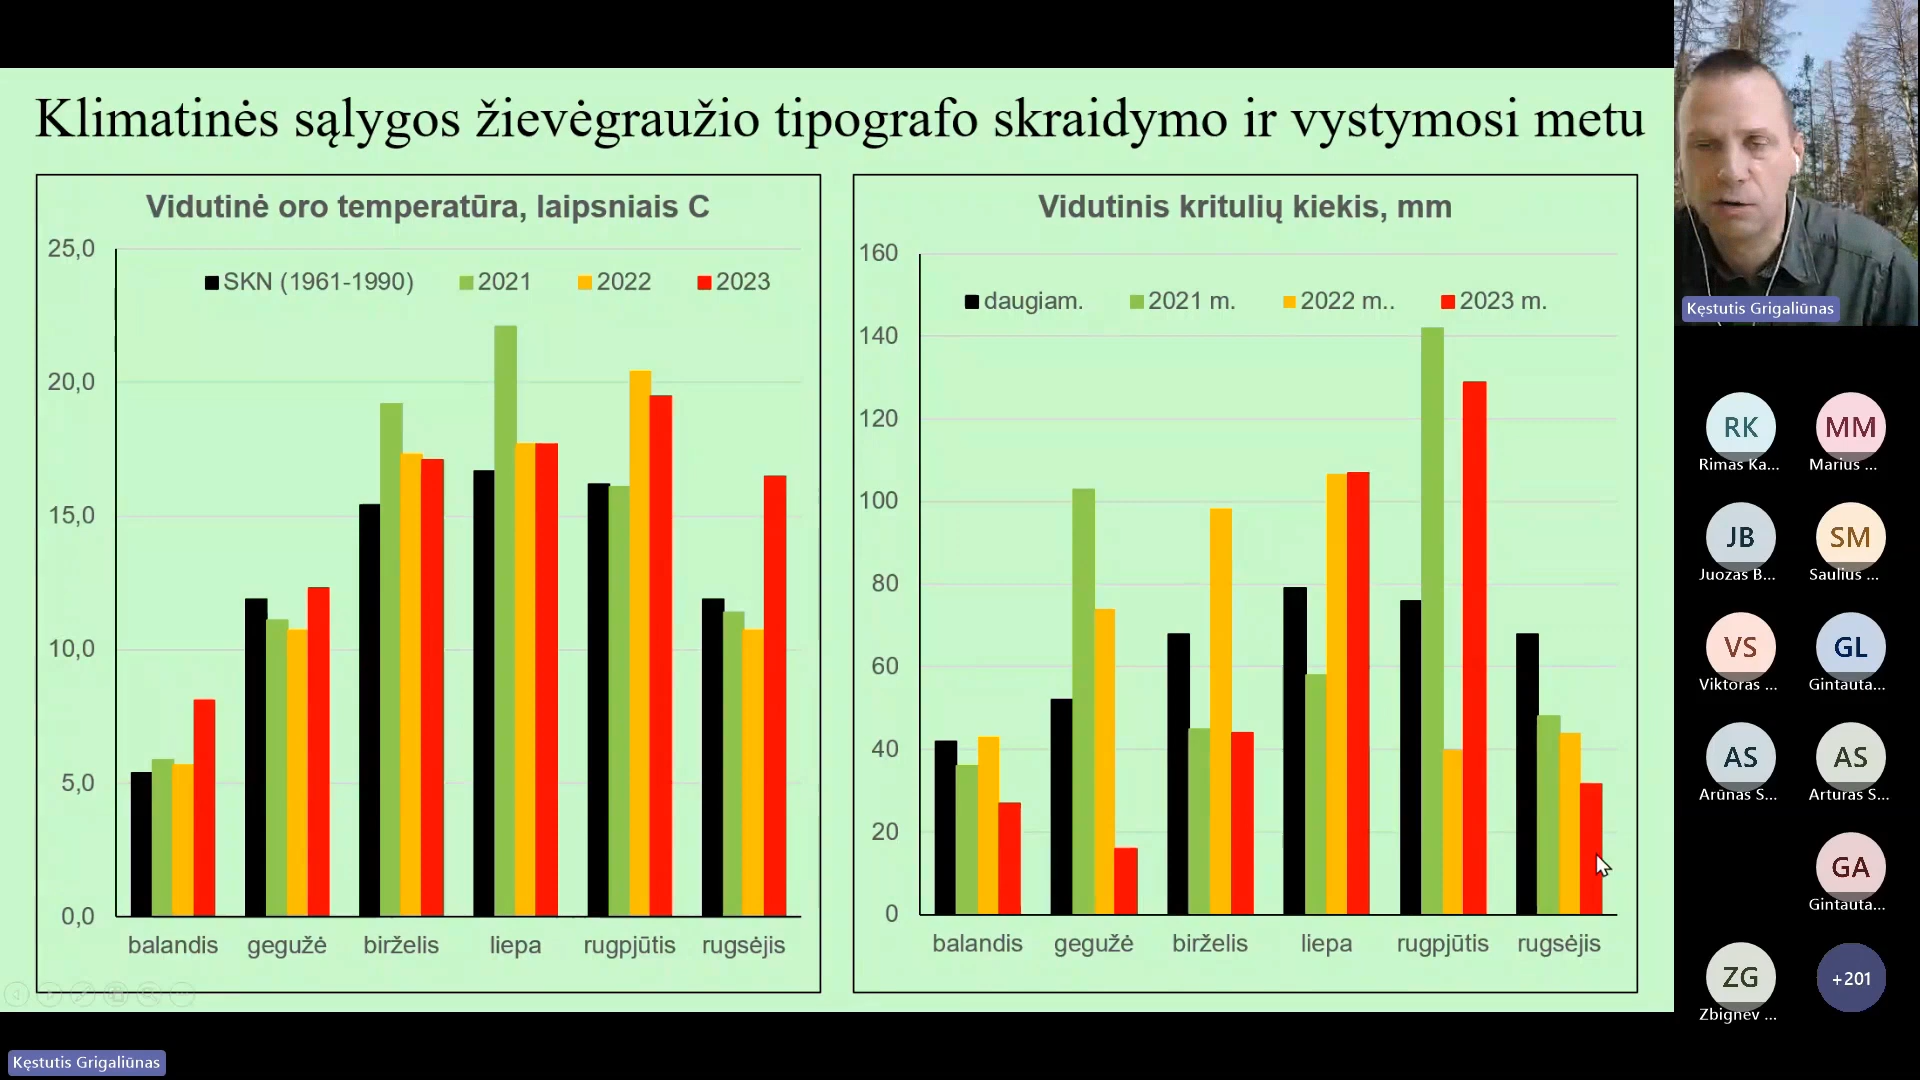 Klimatinės sąlygos žievėgraužio tipografo skraidymo ir vystymosi metu
Vidutinė oro temperatūra, laipsniais C
25,0
20,0
15,0
10,0
5,0
0,0
SKN (1961-1990) 2021 2022 2023
balandis gegužė birželis liepa rugpjūtis rugsėjis
Vidutinis kritulių kiekis, mm
160
140
120
100
80
60
40
20
0
daugiam. 2021 m. 2022 m.. 2023 m.
balandis gegužė birželis liepa rugpjūtis rugsėjis
Kęstutis Grigaliūnas
RK MM
Rimas Ka... Marius ...
JB SM
Juozas B... Saulius ...
VS GL
Viktoras ... Gintauta...
AS AS
Arūnas S... Arturas S...
GA
Gintauta...
ZG +201
Zbignev ...
Kęstutis Grigaliūnas